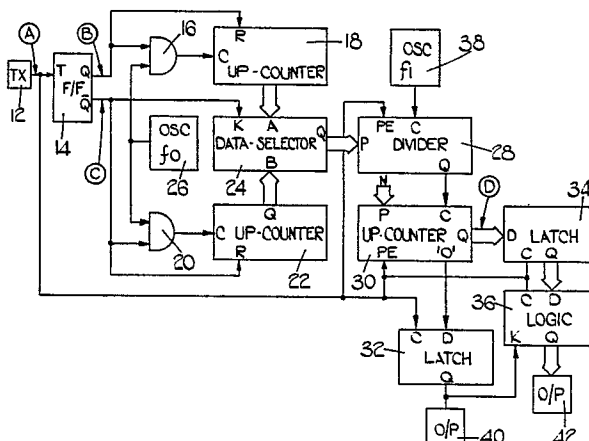 A
B
C
D
TX
12
T
Q
F/F
Q̅
14
16
R
C
UP-COUNTER
18
OSC
f1
38
K
A
DATA-SELECTOR
Q
B
24
OSC
f0
26
20
Q
C
UP-COUNTER
R
22
PE
C
P
DIVIDER
Q
28
N
P
C
UP-COUNTER
Q
PE
'0'
30
34
D
LATCH
C
Q
36
C
D
LOGIC
K
Q
C
D
32
LATCH
Q
O/P
40
O/P
42